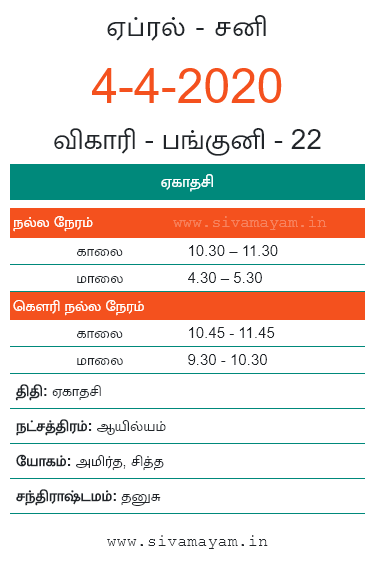 ஏப்ரல் - சனி
4-4-2020
விகாரி - பங்குனி - 22
ஏகாதசி
நல்ல நேரம் www.sivamayam.in
காலை 10.30 – 11.30
மாலை 4.30 – 5.30
கௌரி நல்ல நேரம்
காலை 10.45 - 11.45
மாலை 9.30 - 10.30
திதி: ஏகாதசி
நட்சத்திரம்: ஆயில்யம்
யோகம்: அமிர்த, சித்த
சந்திராஷ்டமம்: தனுசு
www.sivamayam.in